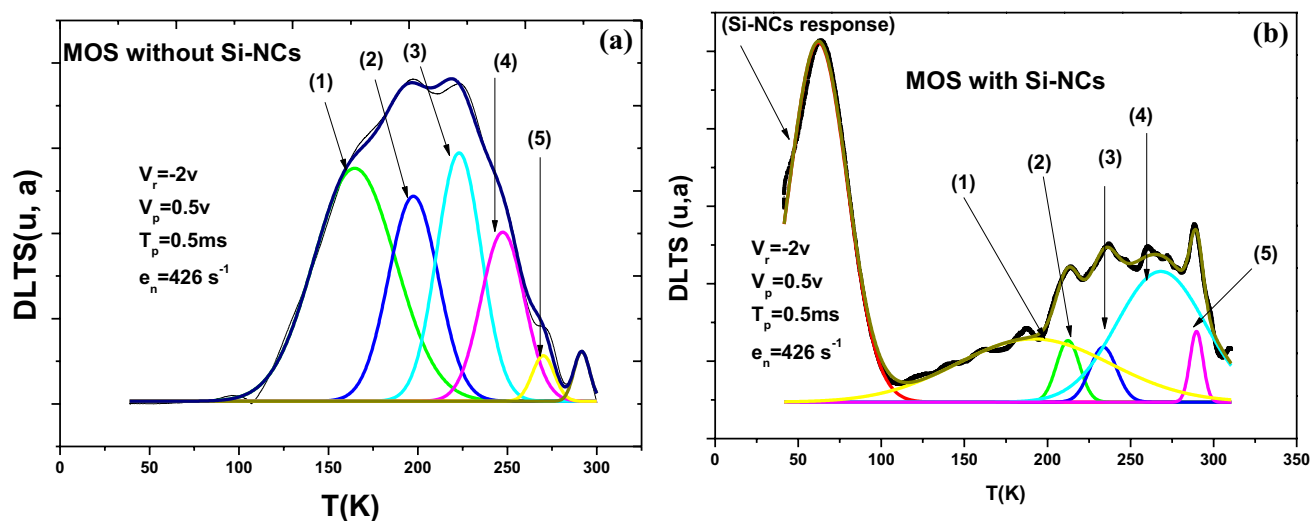 (a)
MOS without Si-NCs
(1)
(2)
(3)
(4)
(5)
V_r=-2v
V_p=0.5v
T_p=0.5ms
e_n=426 s^-1
DLTS(u, a)
0
50
100
150
200
250
300
T(K)
(Si-NCs response)
(b)
MOS with Si-NCs
(1)
(2)
(3)
(4)
(5)
V_r=-2v
V_p=0.5v
T_p=0.5ms
e_n=426 s^-1
DLTS (u,a)
0
50
100
150
200
250
300
350
T(K)